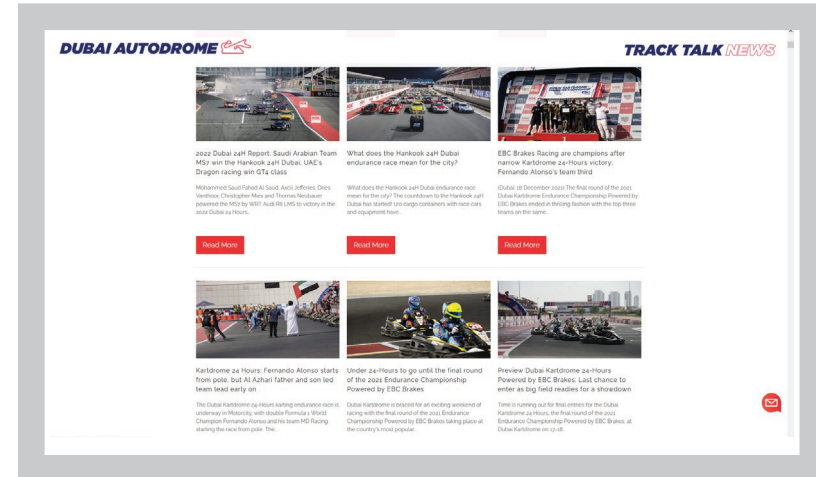 DUBAI AUTODROME
TRACK TALK NEWS
2022 Dubai 24H Report: Saudi Arabian Team
MS7 win the Hankook 24H Dubai; UAE's
Dragon racing win GT4 class
Mohammed Saud Fahad Al Saud, Axcil Jefferies, Dries
Vanthoor, Christopher Mies and Thomas Neubauer
powered the MS7 by WRT Audi R8 LMS to victory in the
2022 Dubai 24 Hours...
Read More
What does the Hankook 24H Dubai
endurance race mean for the city?
What does the Hankook 24H Dubai endurance race
mean for the city? The countdown to the Hankook 24H
Dubai has started! 120 cargo containers with race cars
and equipment have...
Read More
EBC Brakes Racing are champions after
narrow Kartdrome 24-Hours victory;
Fernando Alonso's team third
(Dubai, 18 December 2021) The final round of the 2021
Dubai Kartdrome Endurance Championship Powered by
EBC Brakes ended in thrilling fashion with the top three
teams on the same...
Read More
Kartdrome 24 Hours: Fernando Alonso starts
from pole, but Al Azhari father and son led
team lead early on
The Dubai Kartdrome 24-Hours karting endurance race is
underway in Motorcity, with double Formula 1 World
Champion Fernando Alonso and his team MD Racing
starting the race from pole. The...
Under 24-Hours to go until the final round
of the 2021 Endurance Championship
Powered by EBC Brakes
Dubai Kartdrome is braced for an exciting weekend of
racing with the final round of the 2021 Endurance
Championship Powered by EBC Brakes taking place at
the country's most popular...
Preview Dubai Kartdrome 24-Hours
Powered by EBC Brakes: Last chance to
enter as big field readies for a showdown
Time is running out for final entries for the Dubai
Kartdrome 24 Hours, the final round of the 2021
Endurance Championship Powered by EBC Brakes, at
Dubai Kartdrome on 17-18...